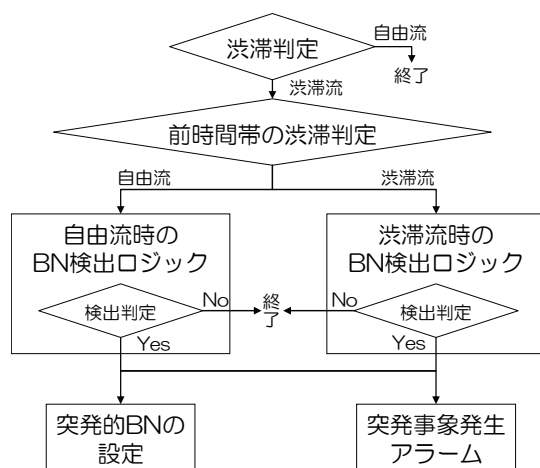 渋滞判定
自由流
終了
渋滞流
前時間帯の渋滞判定
自由流
渋滞流
自由流時の
BN検出ロジック
渋滞流時の
BN検出ロジック
検出判定
No
終
了
No
検出判定
Yes
Yes
突発的BNの
設定
突発事象発生
アラーム